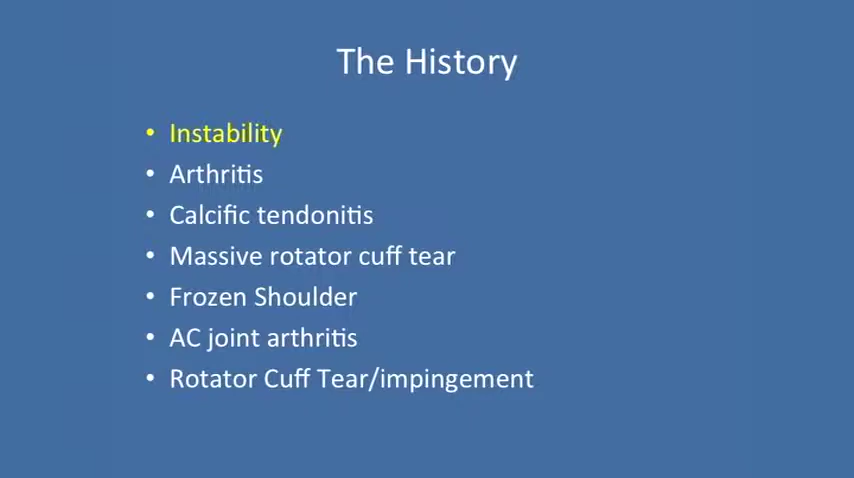 The History
• Instability
• Arthritis
• Calcific tendonitis
• Massive rotator cuff tear
• Frozen Shoulder
• AC joint arthritis
• Rotator Cuff Tear/impingement